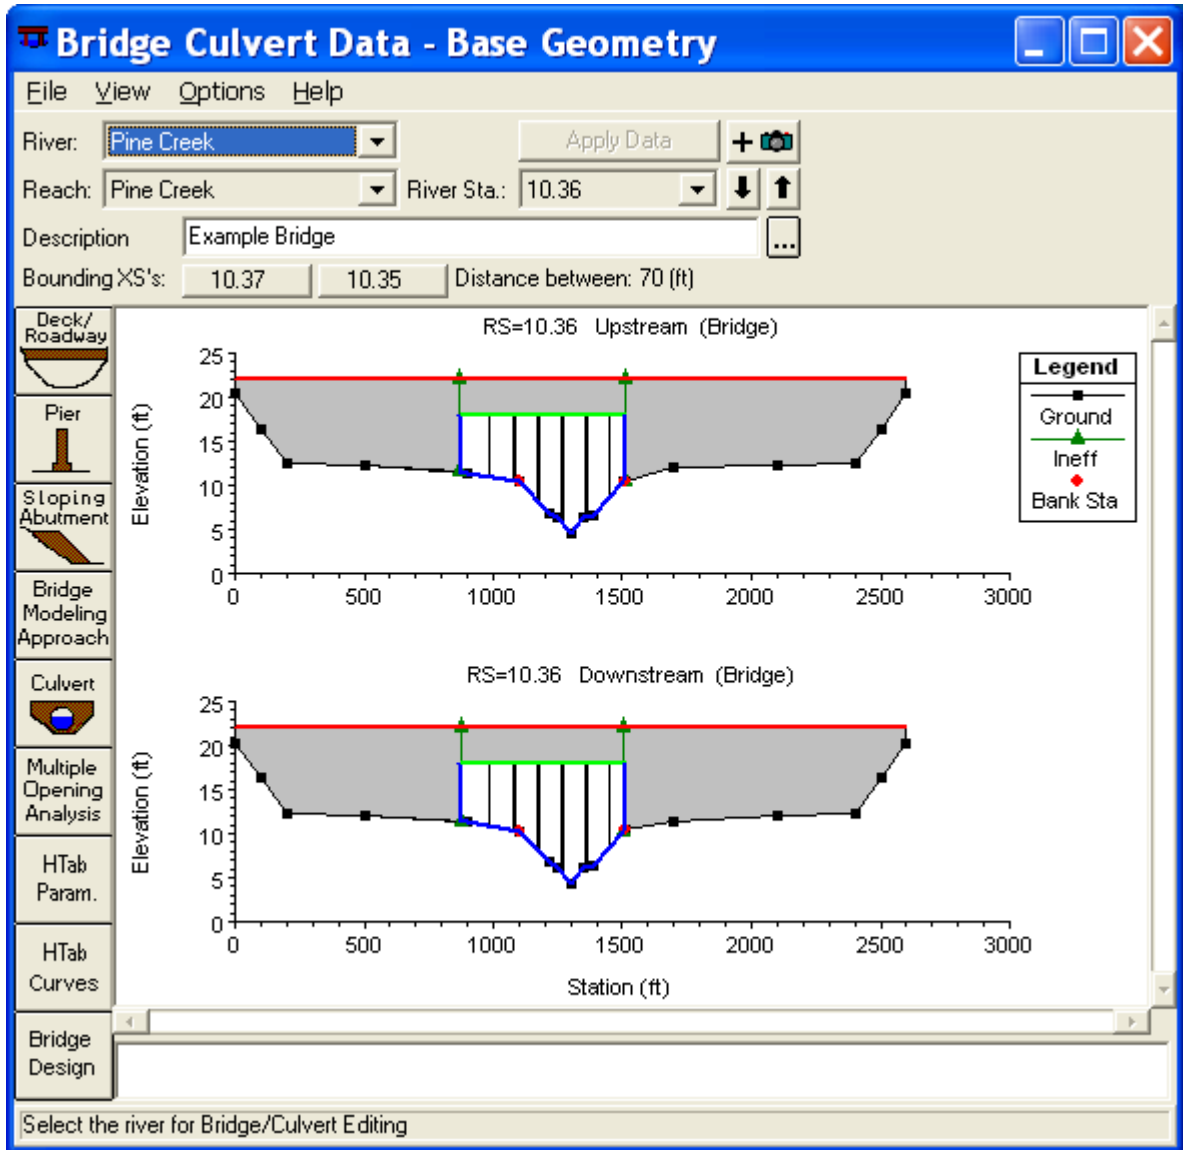 Bridge Culvert Data - Base Geometry
File View Options Help
River: Pine Creek Apply Data +
Reach: Pine Creek River Sta.: 10.36
Description Example Bridge ...
Bounding XS's: 10.37 10.35 Distance between: 70 (ft)
Deck/
Roadway
Pier
Sloping
Abutment
Bridge
Modeling
Approach
Culvert
Multiple
Opening
Analysis
HTab
Param.
HTab
Curves
Bridge
Design
RS=10.36 Upstream (Bridge)
Elevation (ft)
25
20
15
10
5
0
0 500 1000 1500 2000 2500 3000
Legend
Ground
Ineff
Bank Sta
RS=10.36 Downstream (Bridge)
Elevation (ft)
25
20
15
10
5
0
0 500 1000 1500 2000 2500 3000
Station (ft)
Select the river for Bridge/Culvert Editing